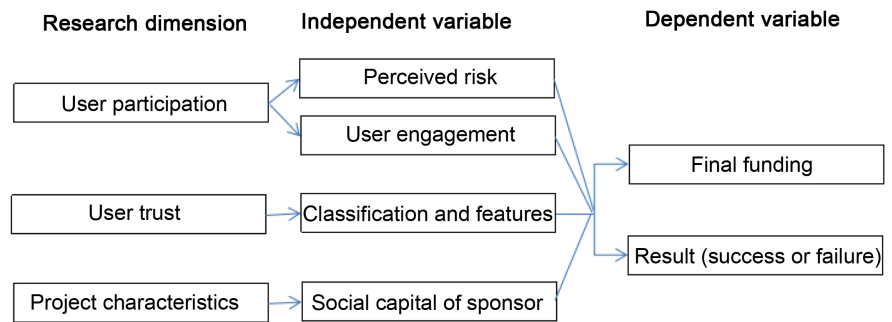 Research dimension
Independent variable
Dependent variable
User participation
Perceived risk
User engagement
Final funding
User trust
Classification and features
Result (success or failure)
Project characteristics
Social capital of sponsor